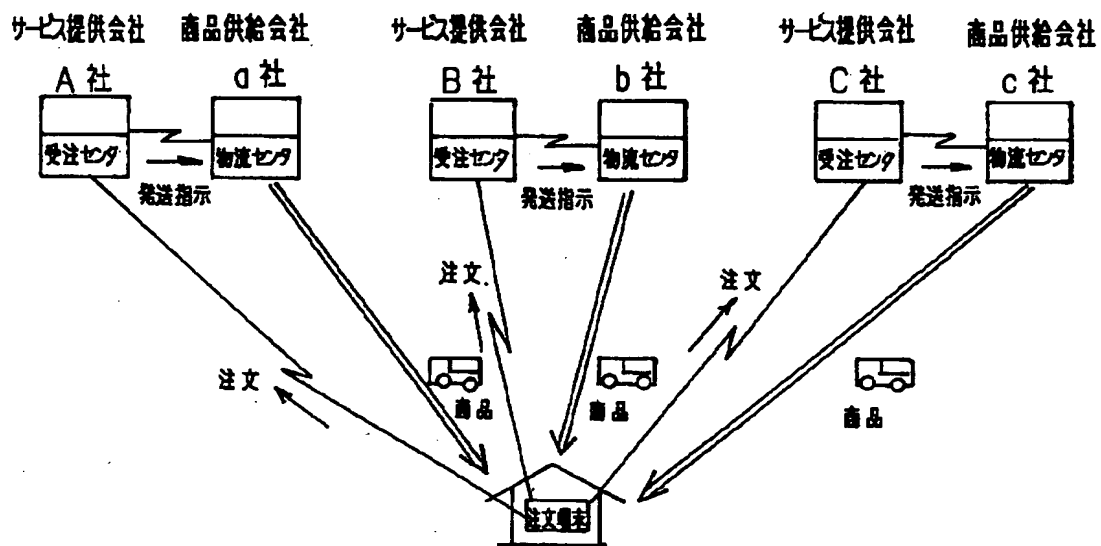 サービス提供会社 商品供給会社 サービス提供会社 商品供給会社 サービス提供会社 商品供給会社
A社 a社 B社 b社 C社 c社
受注センタ 物流センタ 受注センタ 物流センタ 受注センタ 物流センタ
発送指示 発送指示 発送指示
注文 注文
注文
商品 商品 商品
注文端末